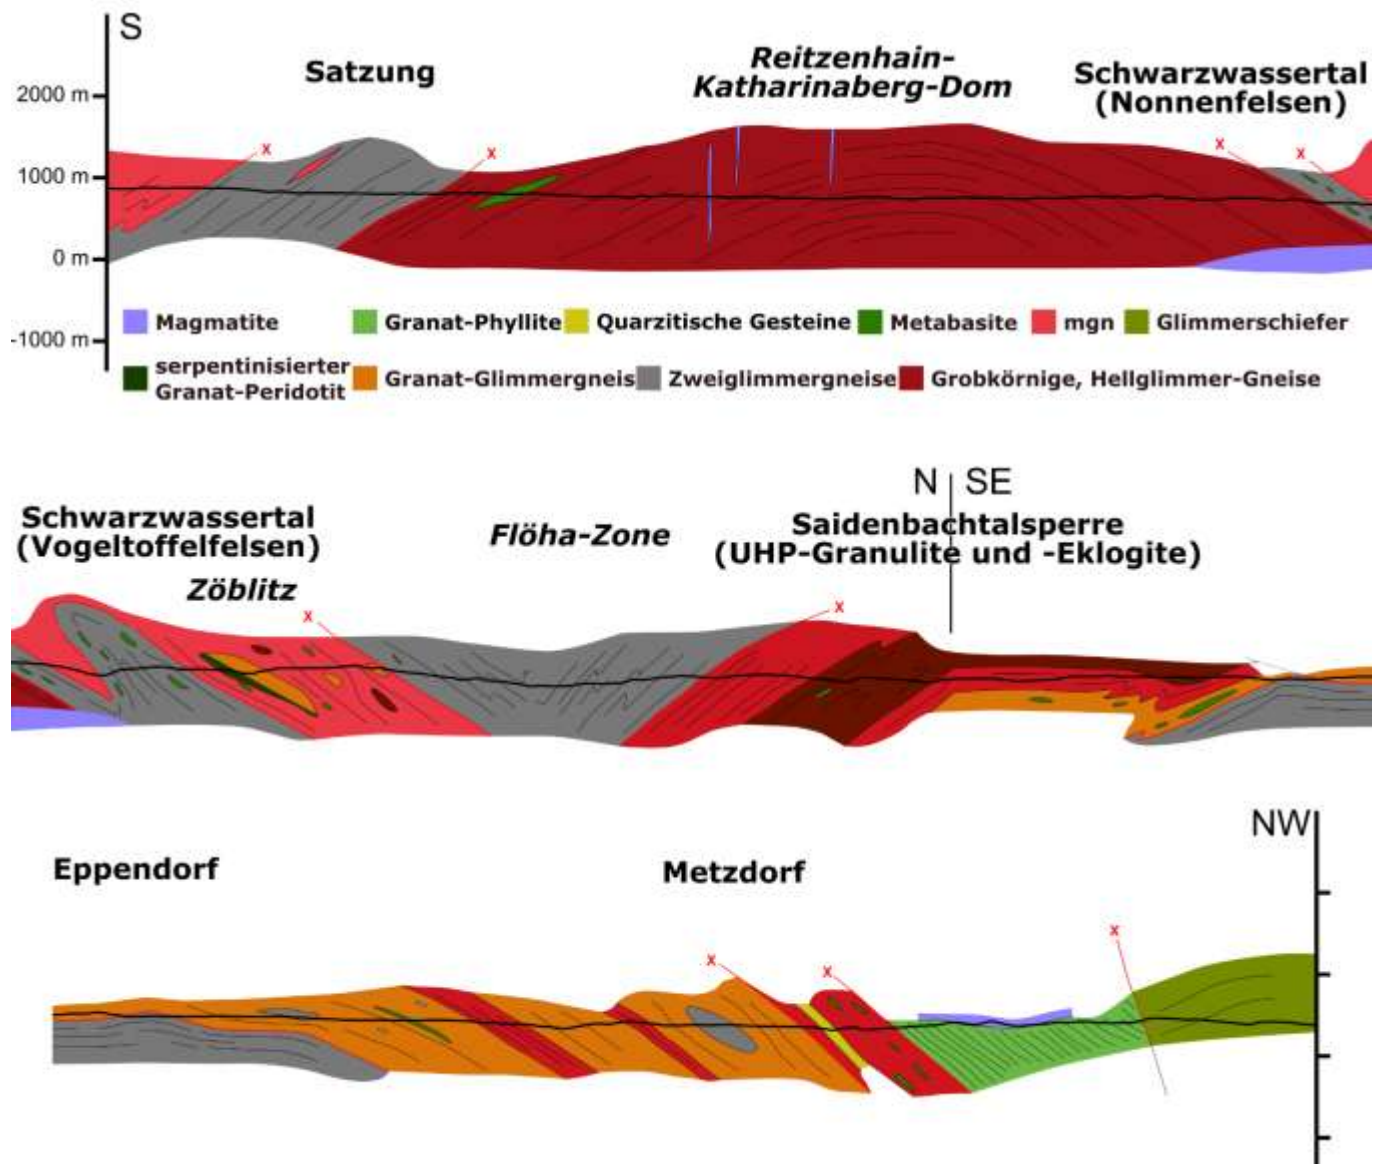 S
Satzung
Reitzenhain-
Katharinaberg-Dom
Schwarzwassertal
(Nonnenfelsen)
2000 m
1000 m
0 m
-1000 m
x
x
x
x
Magmatite
Granat-Phyllite
Quarzitische Gesteine
Metabasite
mgn
Glimmerschiefer
serpentinisierter
Granat-Peridotit
Granat-Glimmergneis
Zweiglimmergneise
Grobkörnige, Hellglimmer-Gneise
N
SE
Schwarzwassertal
(Vogeltoffelfelsen)
Zöblitz
Flöha-Zone
Saidenbachtalsperre
(UHP-Granulite und -Eklogite)
x
x
NW
Eppendorf
Metzdorf
x
x
x